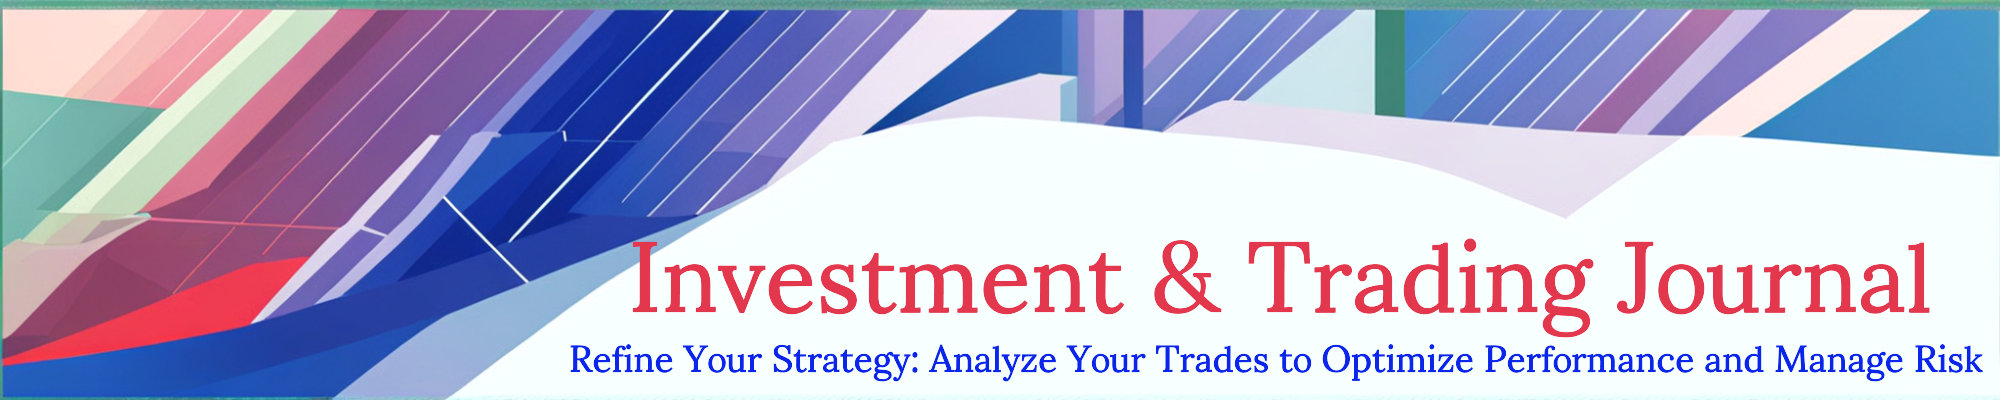 Investment & Trading Journal
Refine Your Strategy: Analyze Your Trades to Optimize Performance and Manage Risk